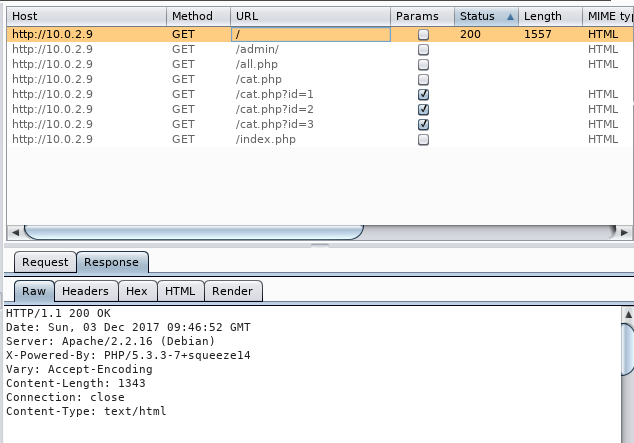 Host Method URL Params Status Length MIME typ
http://10.0.2.9 GET / 200 1557 HTML
http://10.0.2.9 GET /admin/ HTML
http://10.0.2.9 GET /all.php HTML
http://10.0.2.9 GET /cat.php
http://10.0.2.9 GET /cat.php?id=1 HTML
http://10.0.2.9 GET /cat.php?id=2 HTML
http://10.0.2.9 GET /cat.php?id=3 HTML
http://10.0.2.9 GET /index.php HTML
Request Response
Raw Headers Hex HTML Render
HTTP/1.1 200 OK
Date: Sun, 03 Dec 2017 09:46:52 GMT
Server: Apache/2.2.16 (Debian)
X-Powered-By: PHP/5.3.3-7+squeeze14
Vary: Accept-Encoding
Content-Length: 1343
Connection: close
Content-Type: text/html